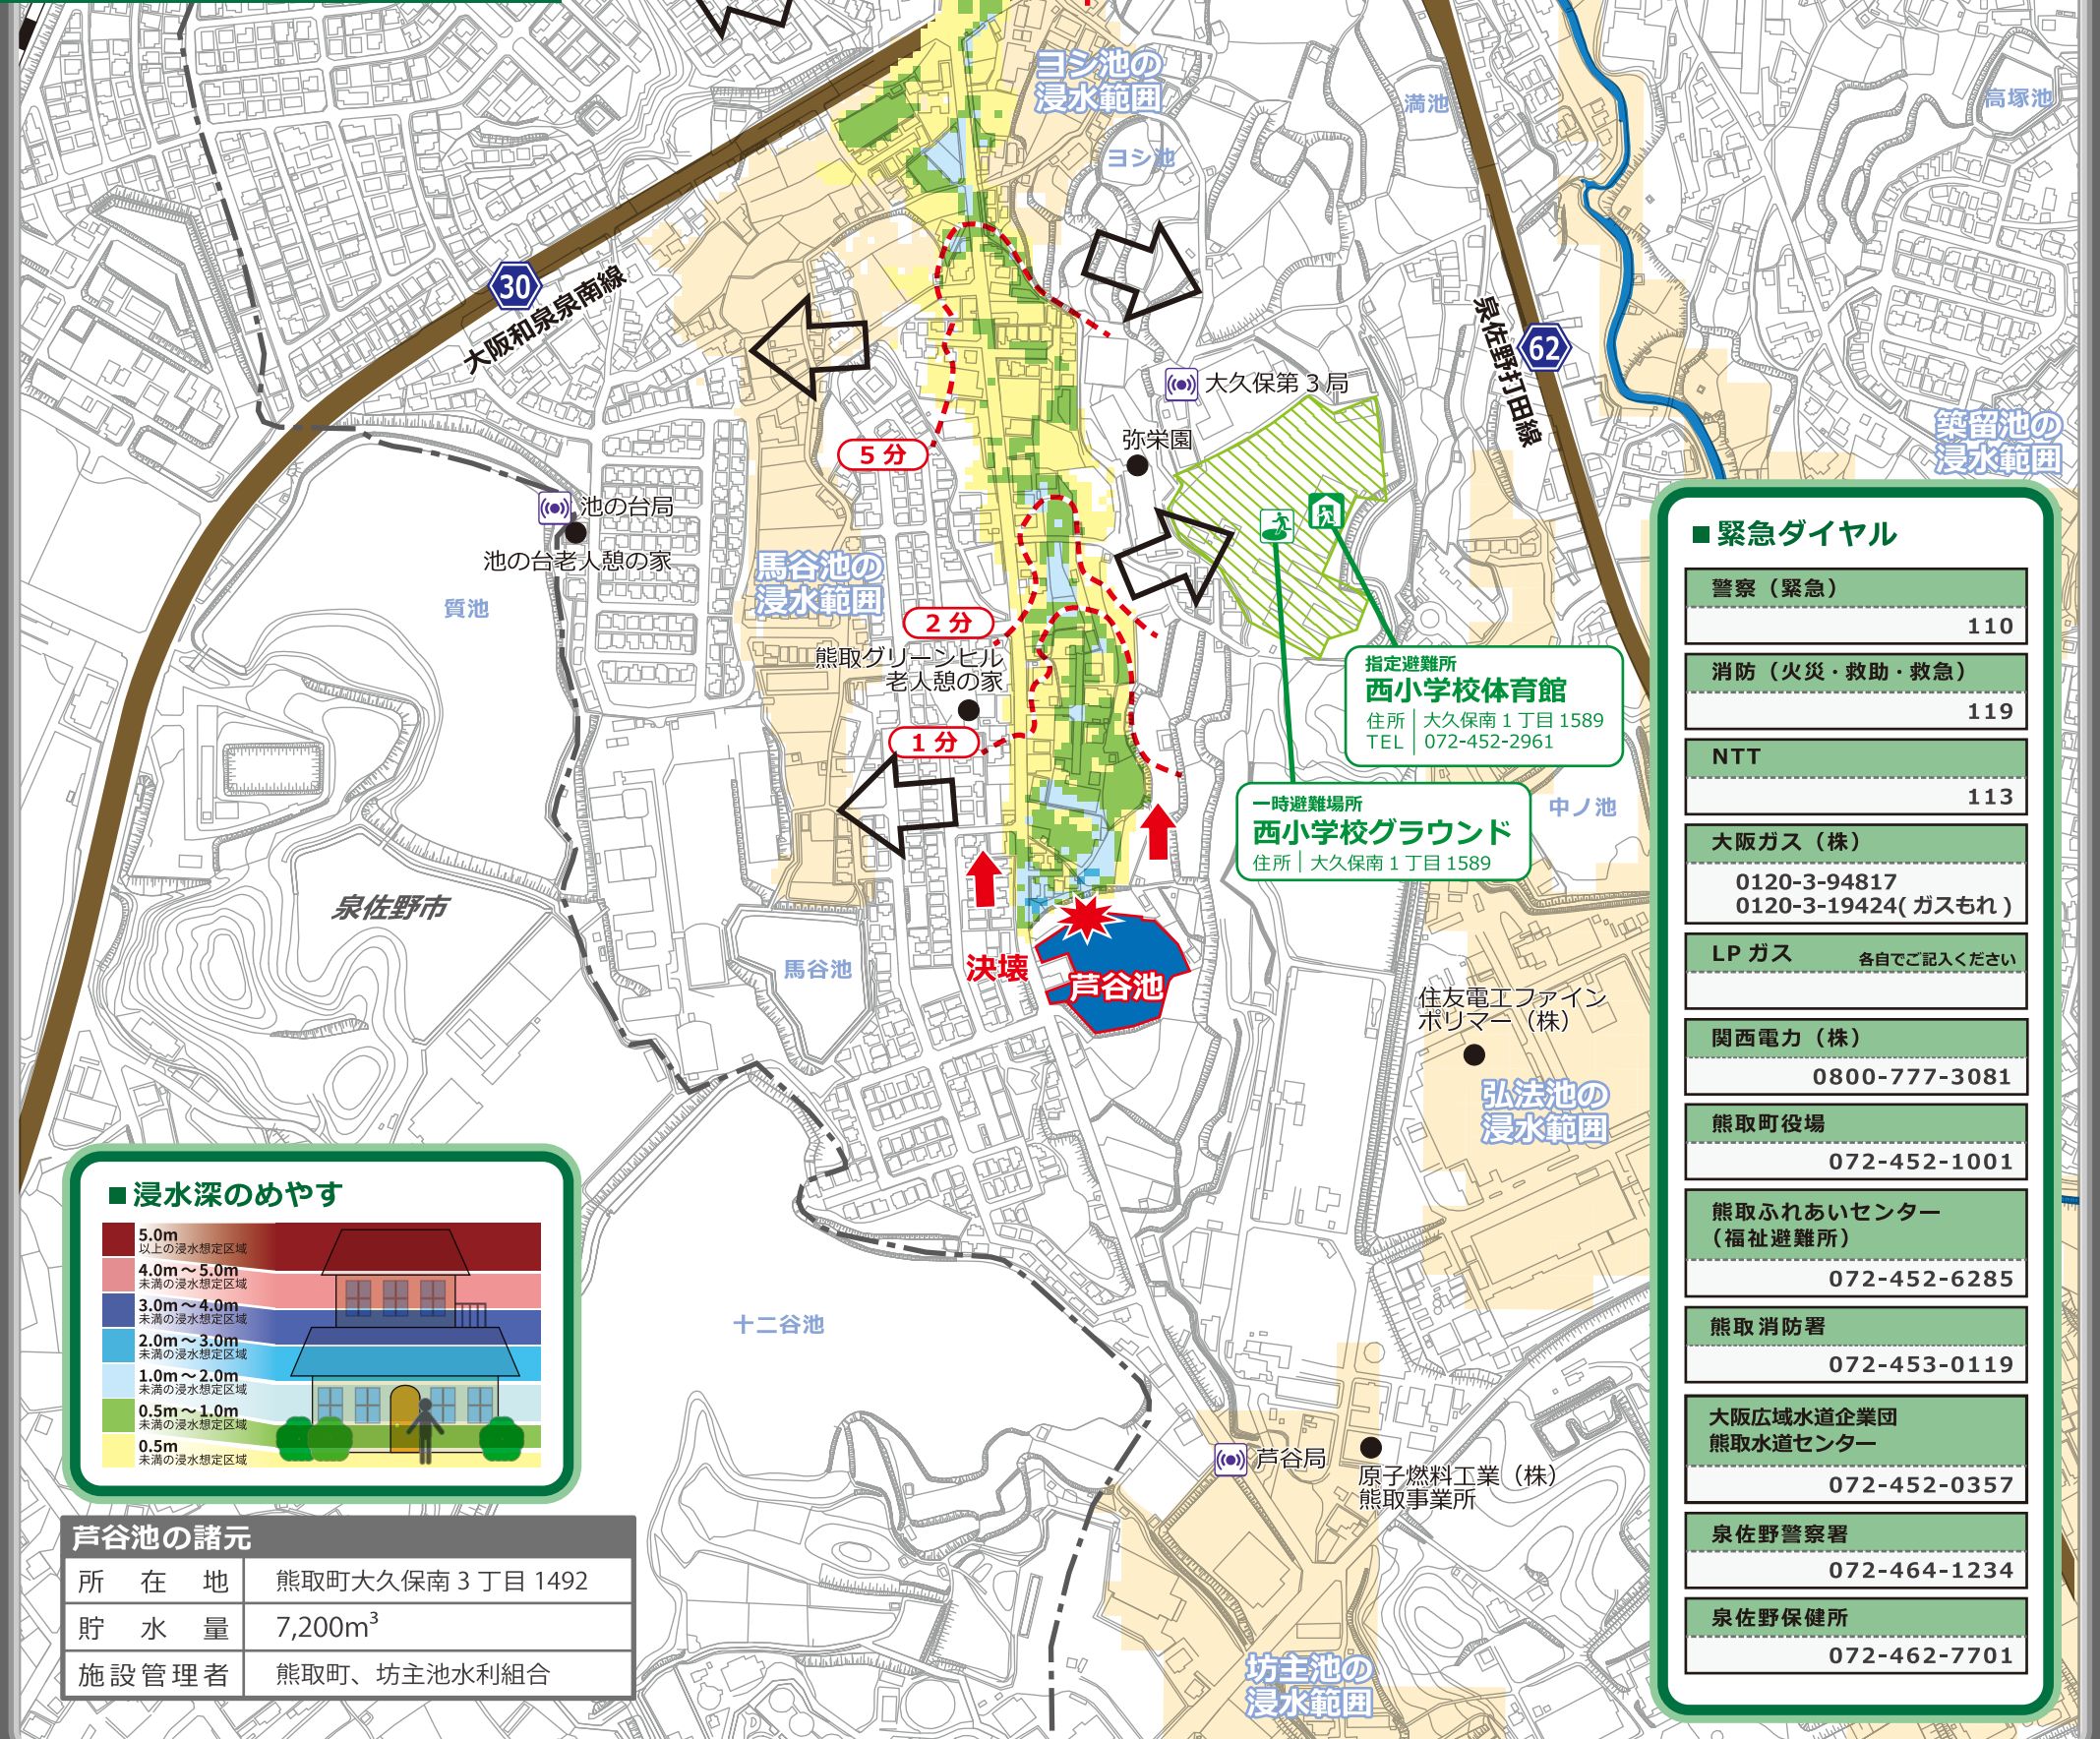 ヨシ池の
浸水範囲
満池
高塚池
ヨシ池
30
大阪和泉泉南線
62
泉佐野打田線
大久保第3局
弥栄園
築留池の
浸水範囲
5分
池の台局
池の台老人憩の家
質池
馬谷池の
浸水範囲
2分
熊取グリーンヒル
老人憩の家
1分
指定避難所
西小学校体育館
住所 大久保南1丁目1589
TEL 072-452-2961
一時避難場所
西小学校グラウンド
住所 大久保南1丁目1589
中ノ池
泉佐野市
馬谷池
決壊
芦谷池
住友電工ファイン
ポリマー（株）
弘法池の
浸水範囲
十二谷池
芦谷局
原子燃料工業（株）
熊取事業所
坊主池の
浸水範囲
■緊急ダイヤル
警察（緊急）
110
消防（火災・救助・救急）
119
NTT
113
大阪ガス（株）
0120-3-94817
0120-3-19424(ガスもれ)
LPガス 各自でご記入ください
関西電力（株）
0800-777-3081
熊取町役場
072-452-1001
熊取ふれあいセンター
（福祉避難所）
072-452-6285
熊取消防署
072-453-0119
大阪広域水道企業団
熊取水道センター
072-452-0357
泉佐野警察署
072-464-1234
泉佐野保健所
072-462-7701
■浸水深のめやす
5.0m
以上の浸水想定区域
4.0m～5.0m
未満の浸水想定区域
3.0m～4.0m
未満の浸水想定区域
2.0m～3.0m
未満の浸水想定区域
1.0m～2.0m
未満の浸水想定区域
0.5m～1.0m
未満の浸水想定区域
0.5m
未満の浸水想定区域
芦谷池の諸元
所在地 熊取町大久保南3丁目1492
貯水量 7,200m³
施設管理者 熊取町、坊主池水利組合